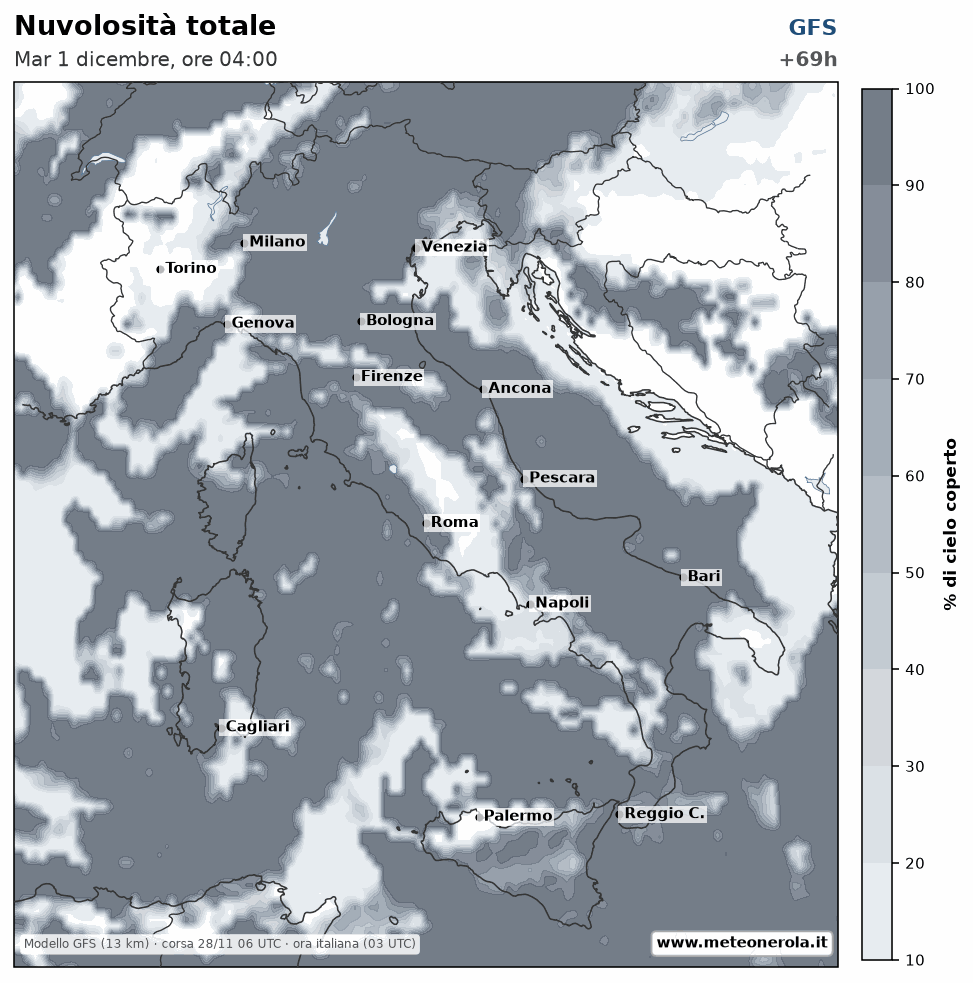 Nuvolosità totale
GFS
Mar 1 dicembre, ore 04:00
+69h
100
90
80
70
60
50
40
30
20
10
% di cielo coperto
Milano
Venezia
Torino
Genova
Bologna
Firenze
Ancona
Pescara
Roma
Bari
Napoli
Cagliari
Palermo
Reggio C.
Modello GFS (13 km) · corsa 28/11 06 UTC · ora italiana (03 UTC)
www.meteonerola.it